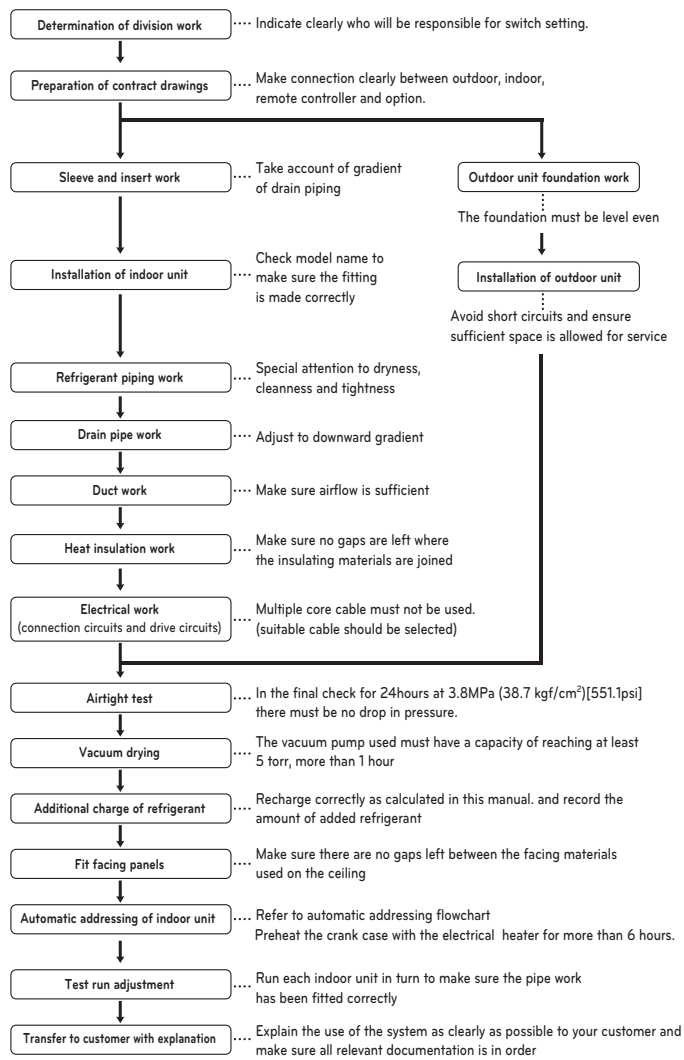 Determination of division work
Indicate clearly who will be responsible for switch setting.
Preparation of contract drawings
Make connection clearly between outdoor, indoor,
remote controller and option.
Sleeve and insert work
Take account of gradient
of drain piping
Outdoor unit foundation work
The foundation must be level even
Installation of indoor unit
Check model name to
make sure the fitting
is made correctly
Installation of outdoor unit
Avoid short circuits and ensure
sufficient space is allowed for service
Refrigerant piping work
Special attention to dryness,
cleanness and tightness
Drain pipe work
Adjust to downward gradient
Duct work
Make sure airflow is sufficient
Heat insulation work
Make sure no gaps are left where
the insulating materials are joined
Electrical work
(connection circuits and drive circuits)
Multiple core cable must not be used.
(suitable cable should be selected)
Airtight test
In the final check for 24hours at 3.8MPa (38.7 kgf/cm²)[551.1psi]
there must be no drop in pressure.
Vacuum drying
The vacuum pump used must have a capacity of reaching at least
5 torr, more than 1 hour
Additional charge of refrigerant
Recharge correctly as calculated in this manual. and record the
amount of added refrigerant
Fit facing panels
Make sure there are no gaps left between the facing materials
used on the ceiling
Automatic addressing of indoor unit
Refer to automatic addressing flowchart
Preheat the crank case with the electrical heater for more than 6 hours.
Test run adjustment
Run each indoor unit in turn to make sure the pipe work
has been fitted correctly
Transfer to customer with explanation
Explain the use of the system as clearly as possible to your customer and
make sure all relevant documentation is in order